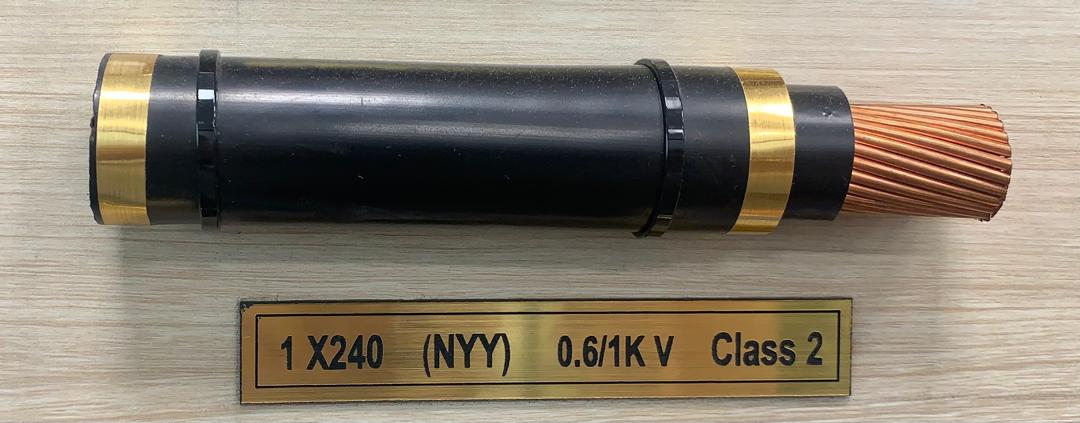 1 X240 (NYY) 0.6/1K V Class 2